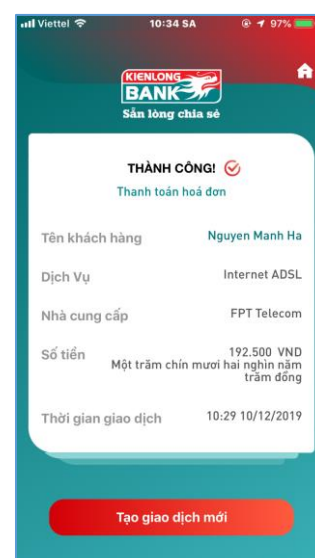 Viettel 10:34 SA 97%
KIENLONG
BANK
Sẵn lòng chia sẻ
THÀNH CÔNG!
Thanh toán hoá đơn
Tên khách hàng Nguyen Manh Ha
Dịch Vụ Internet ADSL
Nhà cung cấp FPT Telecom
Số tiền 192.500 VND
Một trăm chín mươi hai nghìn năm
trăm đồng
Thời gian giao dịch 10:29 10/12/2019
Tạo giao dịch mới